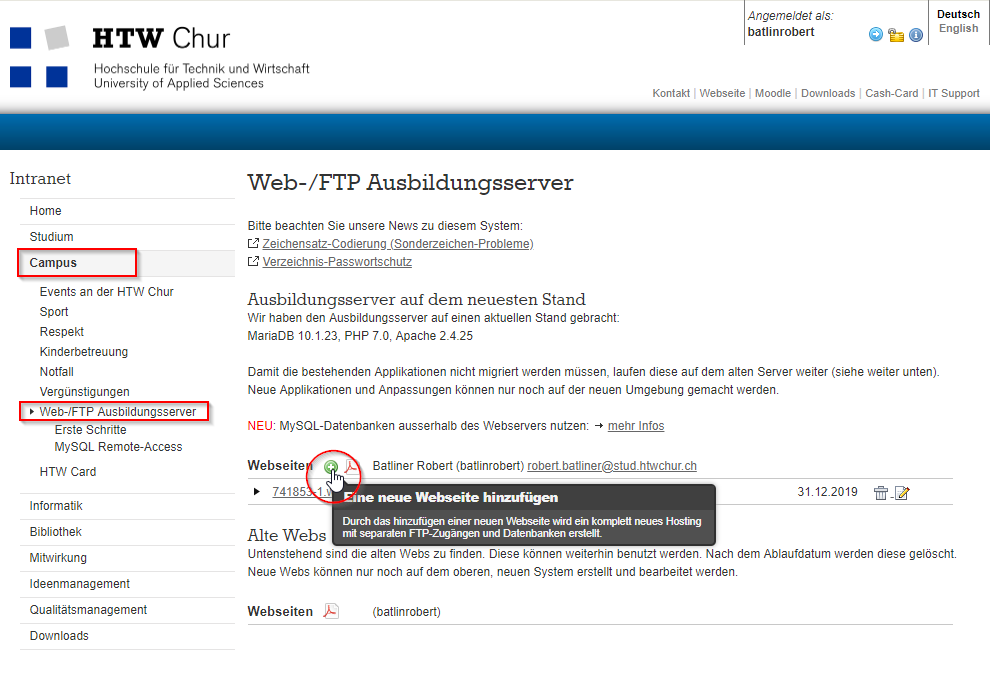 HTW Chur
Hochschule für Technik und Wirtschaft
University of Applied Sciences
Angemeldet als:
batlinrobert
Deutsch
English
Kontakt | Webseite | Moodle | Downloads | Cash-Card | IT Support
Intranet
Home
Studium
Campus
Events an der HTW Chur
Sport
Respekt
Kinderbetreuung
Notfall
Vergünstigungen
Web-/FTP Ausbildungsserver
Erste Schritte
MySQL Remote-Access
HTW Card
Informatik
Bibliothek
Mitwirkung
Ideenmanagement
Qualitätsmanagement
Downloads
Web-/FTP Ausbildungsserver
Bitte beachten Sie unsere News zu diesem System:
Zeichensatz-Codierung (Sonderzeichen-Probleme)
Verzeichnis-Passwortschutz
Ausbildungsserver auf dem neuesten Stand
Wir haben den Ausbildungsserver auf einen aktuellen Stand gebracht:
MariaDB 10.1.23, PHP 7.0, Apache 2.4.25
Damit die bestehenden Applikationen nicht migriert werden müssen, laufen diese auf dem alten Server weiter (siehe weiter unten).
Neue Applikationen und Anpassungen können nur noch auf der neuen Umgebung gemacht werden.
NEU: MySQL-Datenbanken ausserhalb des Webservers nutzen: → mehr Infos
Webseiten Batliner Robert (batlinrobert) robert.batliner@stud.htwchur.ch
741853-1. 31.12.2019
Eine neue Webseite hinzufügen
Durch das hinzufügen einer neuen Webseite wird ein komplett neues Hosting
mit separaten FTP-Zugängen und Datenbanken erstellt.
Alte Webs
Untenstehend sind die alten Webs zu finden. Diese können weiterhin benutzt werden. Nach dem Ablaufdatum werden diese gelöscht.
Neue Webs können nur noch auf dem oberen, neuen System erstellt und bearbeitet werden.
Webseiten (batlinrobert)